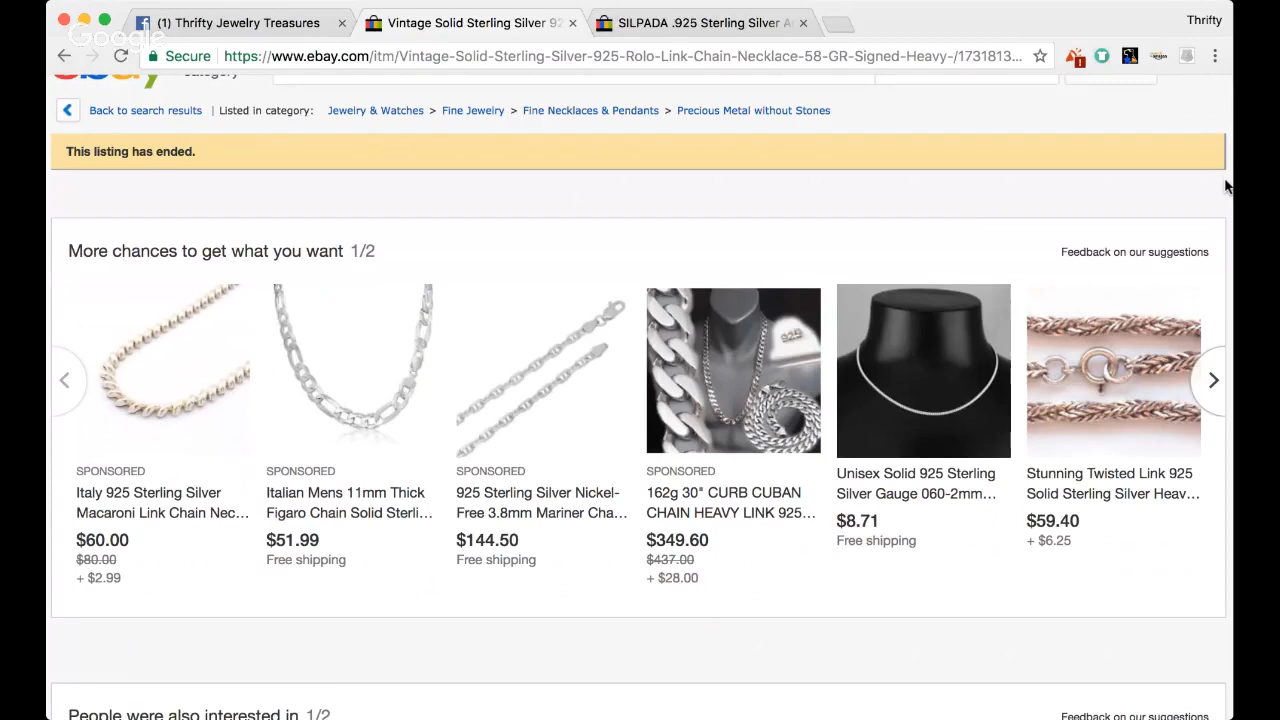 (1) Thrifty Jewelry Treasures
Vintage Solid Sterling Silver 92
SILPADA .925 Sterling Silver A
Thrifty
Google
Secure
https://www.ebay.com/itm/Vintage-Solid-Sterling-Silver-925-Rolo-Link-Chain-Necklace-58-GR-Signed-Heavy-/1731813...
Back to search results | Listed in category: Jewelry & Watches > Fine Jewelry > Fine Necklaces & Pendants > Precious Metal without Stones
This listing has ended.
More chances to get what you want 1/2
Feedback on our suggestions
925
SPONSORED
Italy 925 Sterling Silver
Macaroni Link Chain Nec...
$60.00
$80.00
+ $2.99
SPONSORED
Italian Mens 11mm Thick
Figaro Chain Solid Sterli...
$51.99
Free shipping
SPONSORED
925 Sterling Silver Nickel-
Free 3.8mm Mariner Cha...
$144.50
Free shipping
SPONSORED
162g 30" CURB CUBAN
CHAIN HEAVY LINK 925...
$349.60
$437.00
+ $28.00
Unisex Solid 925 Sterling
Silver Gauge 060-2mm...
$8.71
Free shipping
Stunning Twisted Link 925
Solid Sterling Silver Heav...
$59.40
+ $6.25
People were also interested in 1/2
Feedback on our suggestions